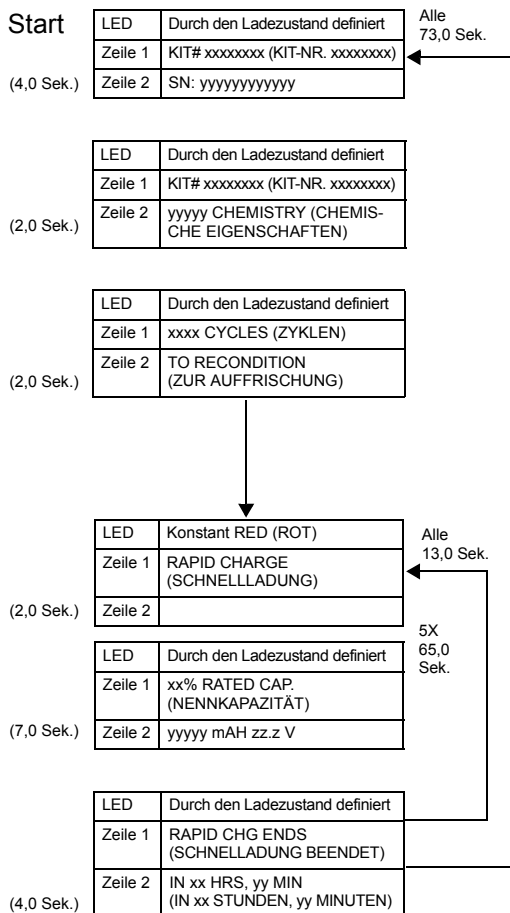 Start
LED Durch den Ladezustand definiert
Zeile 1 KIT# xxxxxxxx (KIT-NR. xxxxxxxx)
(4,0 Sek.) Zeile 2 SN: yyyyyyyyyyyy
Alle
73,0 Sek.
LED Durch den Ladezustand definiert
Zeile 1 KIT# xxxxxxxx (KIT-NR. xxxxxxxx)
(2,0 Sek.) Zeile 2 yyyyy CHEMISTRY (CHEMIS-
CHE EIGENSCHAFTEN)
LED Durch den Ladezustand definiert
Zeile 1 xxxx CYCLES (ZYKLEN)
(2,0 Sek.) Zeile 2 TO RECONDITION
(ZUR AUFFRISCHUNG)
LED Konstant RED (ROT)
Zeile 1 RAPID CHARGE
(SCHNELLLADUNG)
(2,0 Sek.) Zeile 2
Alle
13,0 Sek.
5X
65,0
Sek.
LED Durch den Ladezustand definiert
Zeile 1 xx% RATED CAP.
(NENNKAPAZITÄT)
(7,0 Sek.) Zeile 2 yyyyy mAH zz.z V
LED Durch den Ladezustand definiert
Zeile 1 RAPID CHG ENDS
(SCHNELLADUNG BEENDET)
(4,0 Sek.) Zeile 2 IN xx HRS, yy MIN
(IN xx STUNDEN, yy MINUTEN)